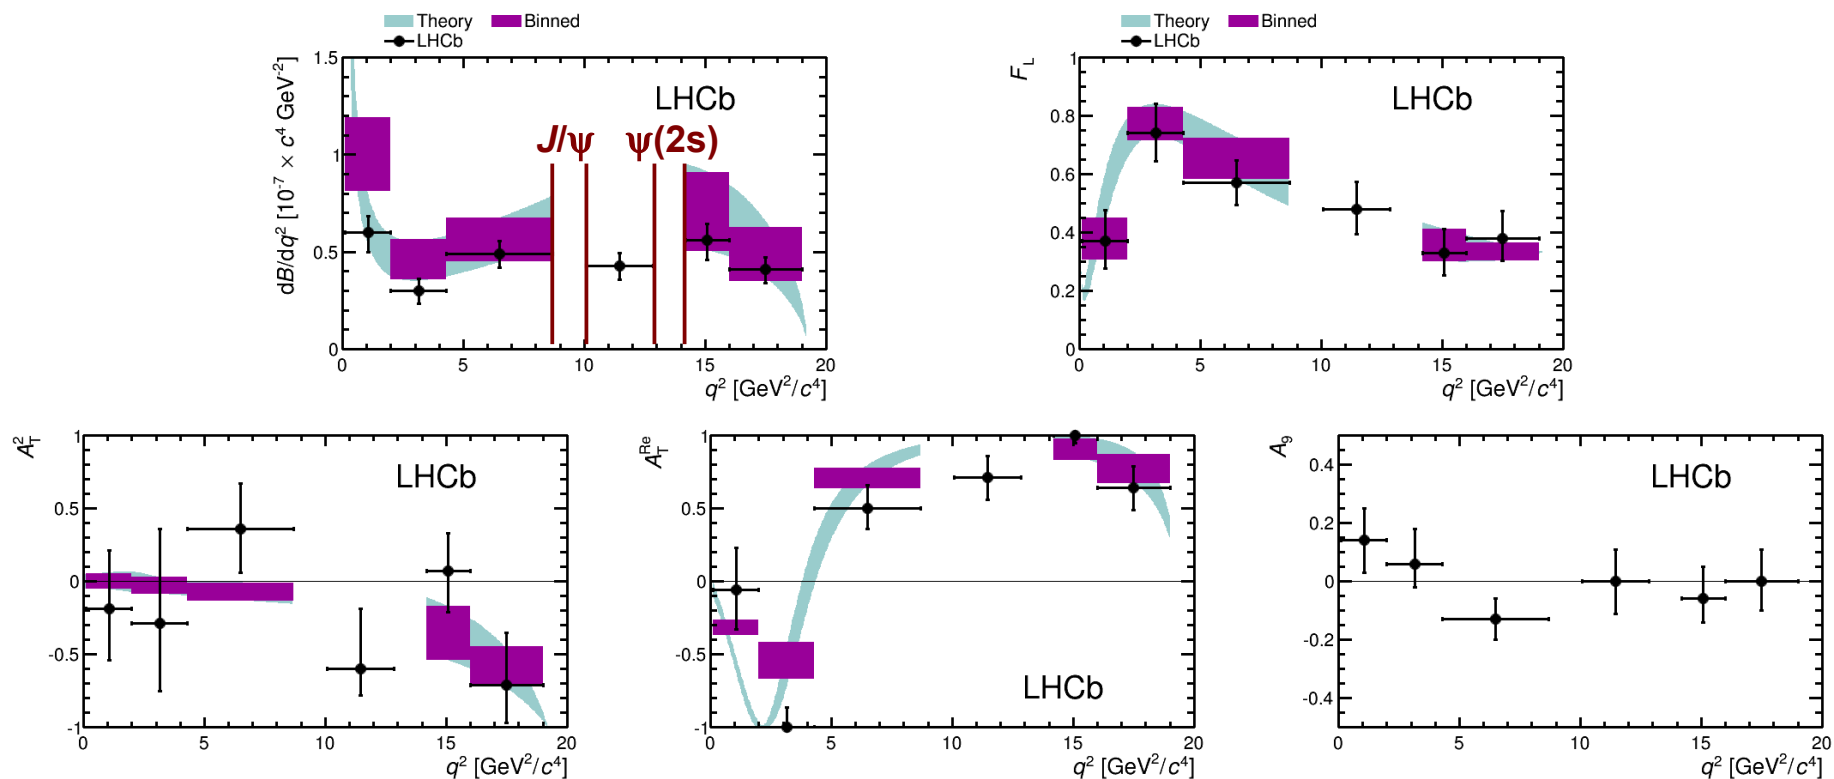 Theory Binned
LHCb
dB/dq² [10⁻⁷ × c⁴ GeV⁻²]
1.5
1
0.5
0
LHCb
J/ψ ψ(2s)
0 5 10 15 20
q² [GeV²/c⁴]
Theory Binned
LHCb
F_L
1
0.8
0.6
0.4
0.2
0
LHCb
0 5 10 15 20
q² [GeV²/c⁴]
A_T^2
1
0.5
0
-0.5
-1
LHCb
0 5 10 15 20
q² [GeV²/c⁴]
A_T^Re
1
0.5
0
-0.5
-1
LHCb
0 5 10 15 20
q² [GeV²/c⁴]
A₉
0.4
0.2
0
-0.2
-0.4
LHCb
0 5 10 15 20
q² [GeV²/c⁴]